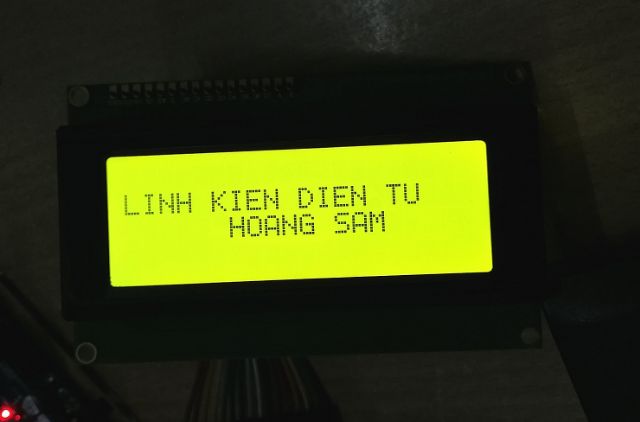 LINH KIEN DIEN TU
HOANG SAM